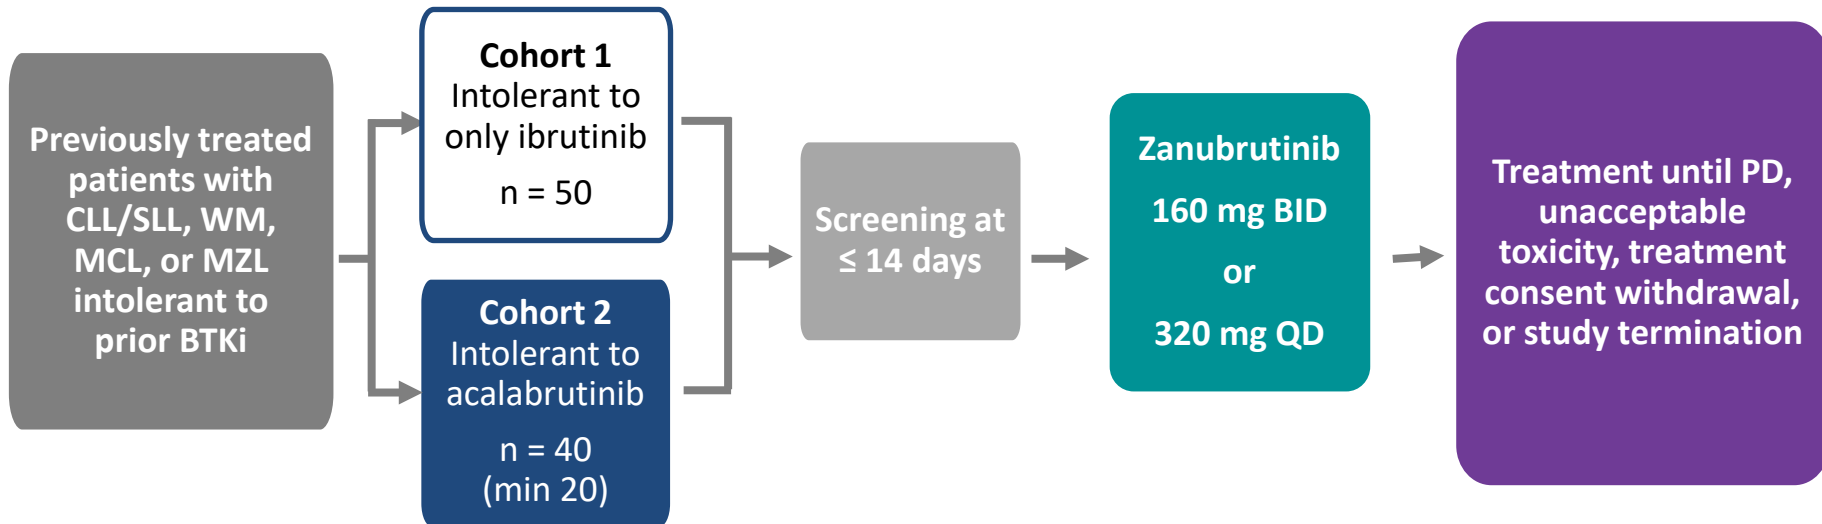 Previously treated
patients with
CLL/SLL, WM,
MCL, or MZL
intolerant to
prior BTKi
Cohort 1
Intolerant to
only ibrutinib
n = 50
Cohort 2
Intolerant to
acalabrutinib
n = 40
(min 20)
Screening at
≤ 14 days
Zanubrutinib
160 mg BID
or
320 mg QD
Treatment until PD,
unacceptable
toxicity, treatment
consent withdrawal,
or study termination